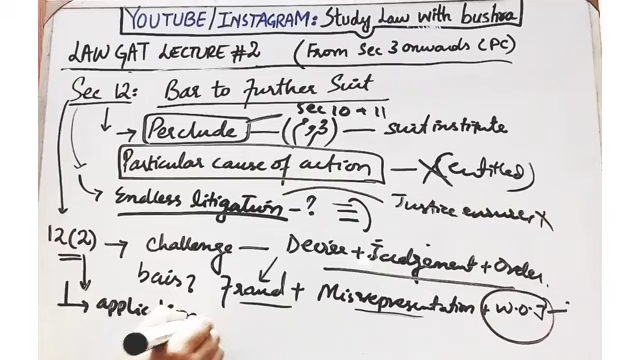 YOUTUBE/INSTAGRAM: Study Law with bushra
LAW GAT LECTURE #2 (From Sec 3 onwards CPC)
Sec 12: Bar to Further Suit
sec 10 + 11
Perclude suit institute
Particular cause of action — X (entitled)
Endless litigation - ? Justice ensure X
12(2) → challenge — Decree + Judgement + Order.
bais? Fraud + Misrepresentation + W.O.J